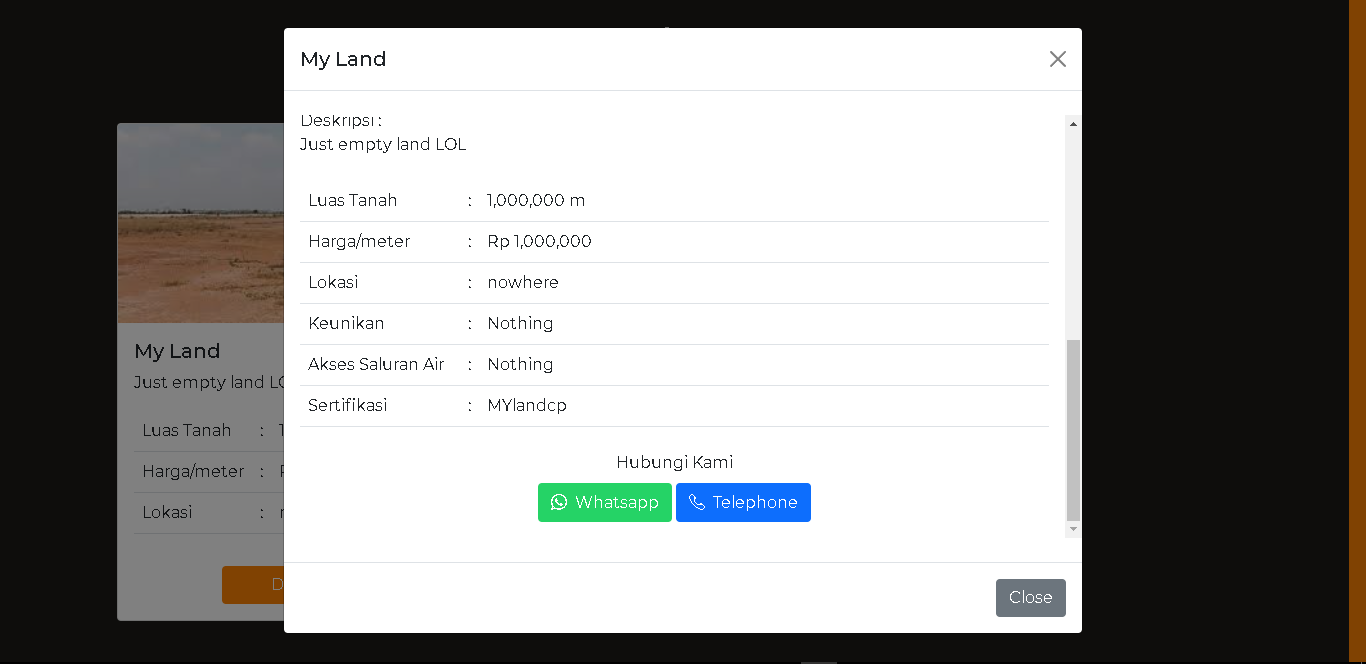 My Land
Deskripsi :
Just empty land LOL
Luas Tanah : 1,000,000 m
Harga/meter : Rp 1,000,000
Lokasi : nowhere
Keunikan : Nothing
Akses Saluran Air : Nothing
Sertifikasi : MYlandcp
Hubungi Kami
Whatsapp Telephone
Close
My Land
Just empty land
Luas Tanah :
Harga/meter :
Lokasi :